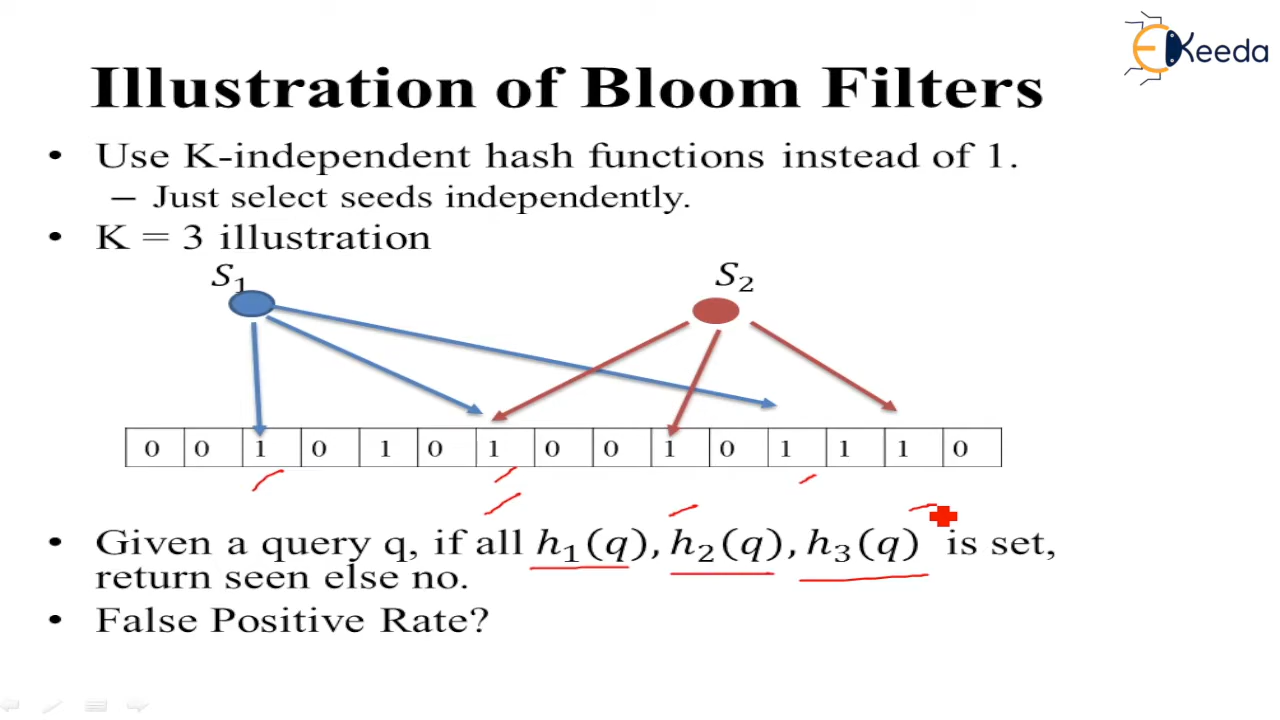 EKeeda
Illustration of Bloom Filters
• Use K-independent hash functions instead of 1.
– Just select seeds independently.
• K = 3 illustration
S₁ S₂
0 0 1 0 1 0 1 0 0 1 0 1 1 1 0
• Given a query q, if all h₁(q), h₂(q), h₃(q) is set,
return seen else no.
• False Positive Rate?